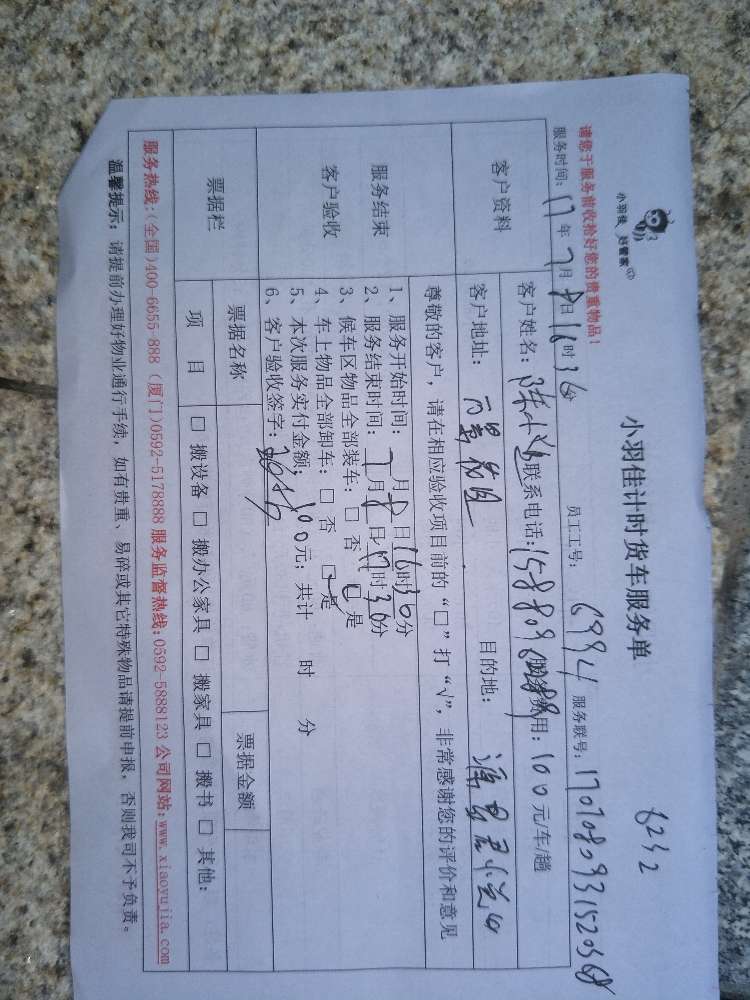 小羽佳 好管家
小羽佳计时货车服务单
8232
请您于服务前收拾好您的贵重物品！
服务时间：17年7月8日16时36分 员工工号：6994 服务联号：170708093152368
客户资料
客户姓名：陈 联系电话：158809 服务费用：100元/车/趟
客户地址： 目的地：
服务结束
客户验收
尊敬的客户，请在相应验收项目前的“□”打“√”，非常感谢您的评价和意见
1、服务开始时间：7月8日16时36分
2、服务结束时间：7月8日17时30分
3、候车区物品全部装车：□ 否 □ 是
4、车上物品全部卸车：□ 否 □ 是
5、本次服务实付金额：100元；共计 时 分
6、客户验收签字：
票据栏
票据名称 票据金额
项 目 □ 搬设备 □ 搬办公家具 □ 搬家具 □ 搬书 □ 其他：
服务热线：(全国)400-6655-888 (厦门)0592-5178888 服务监督热线：0592-5888123 公司网站：www.xiaoyujia.com
温馨提示：请提前办理好物业通行手续，如有贵重、易碎或其它特殊物品请提前申报，否则我司不予负责。